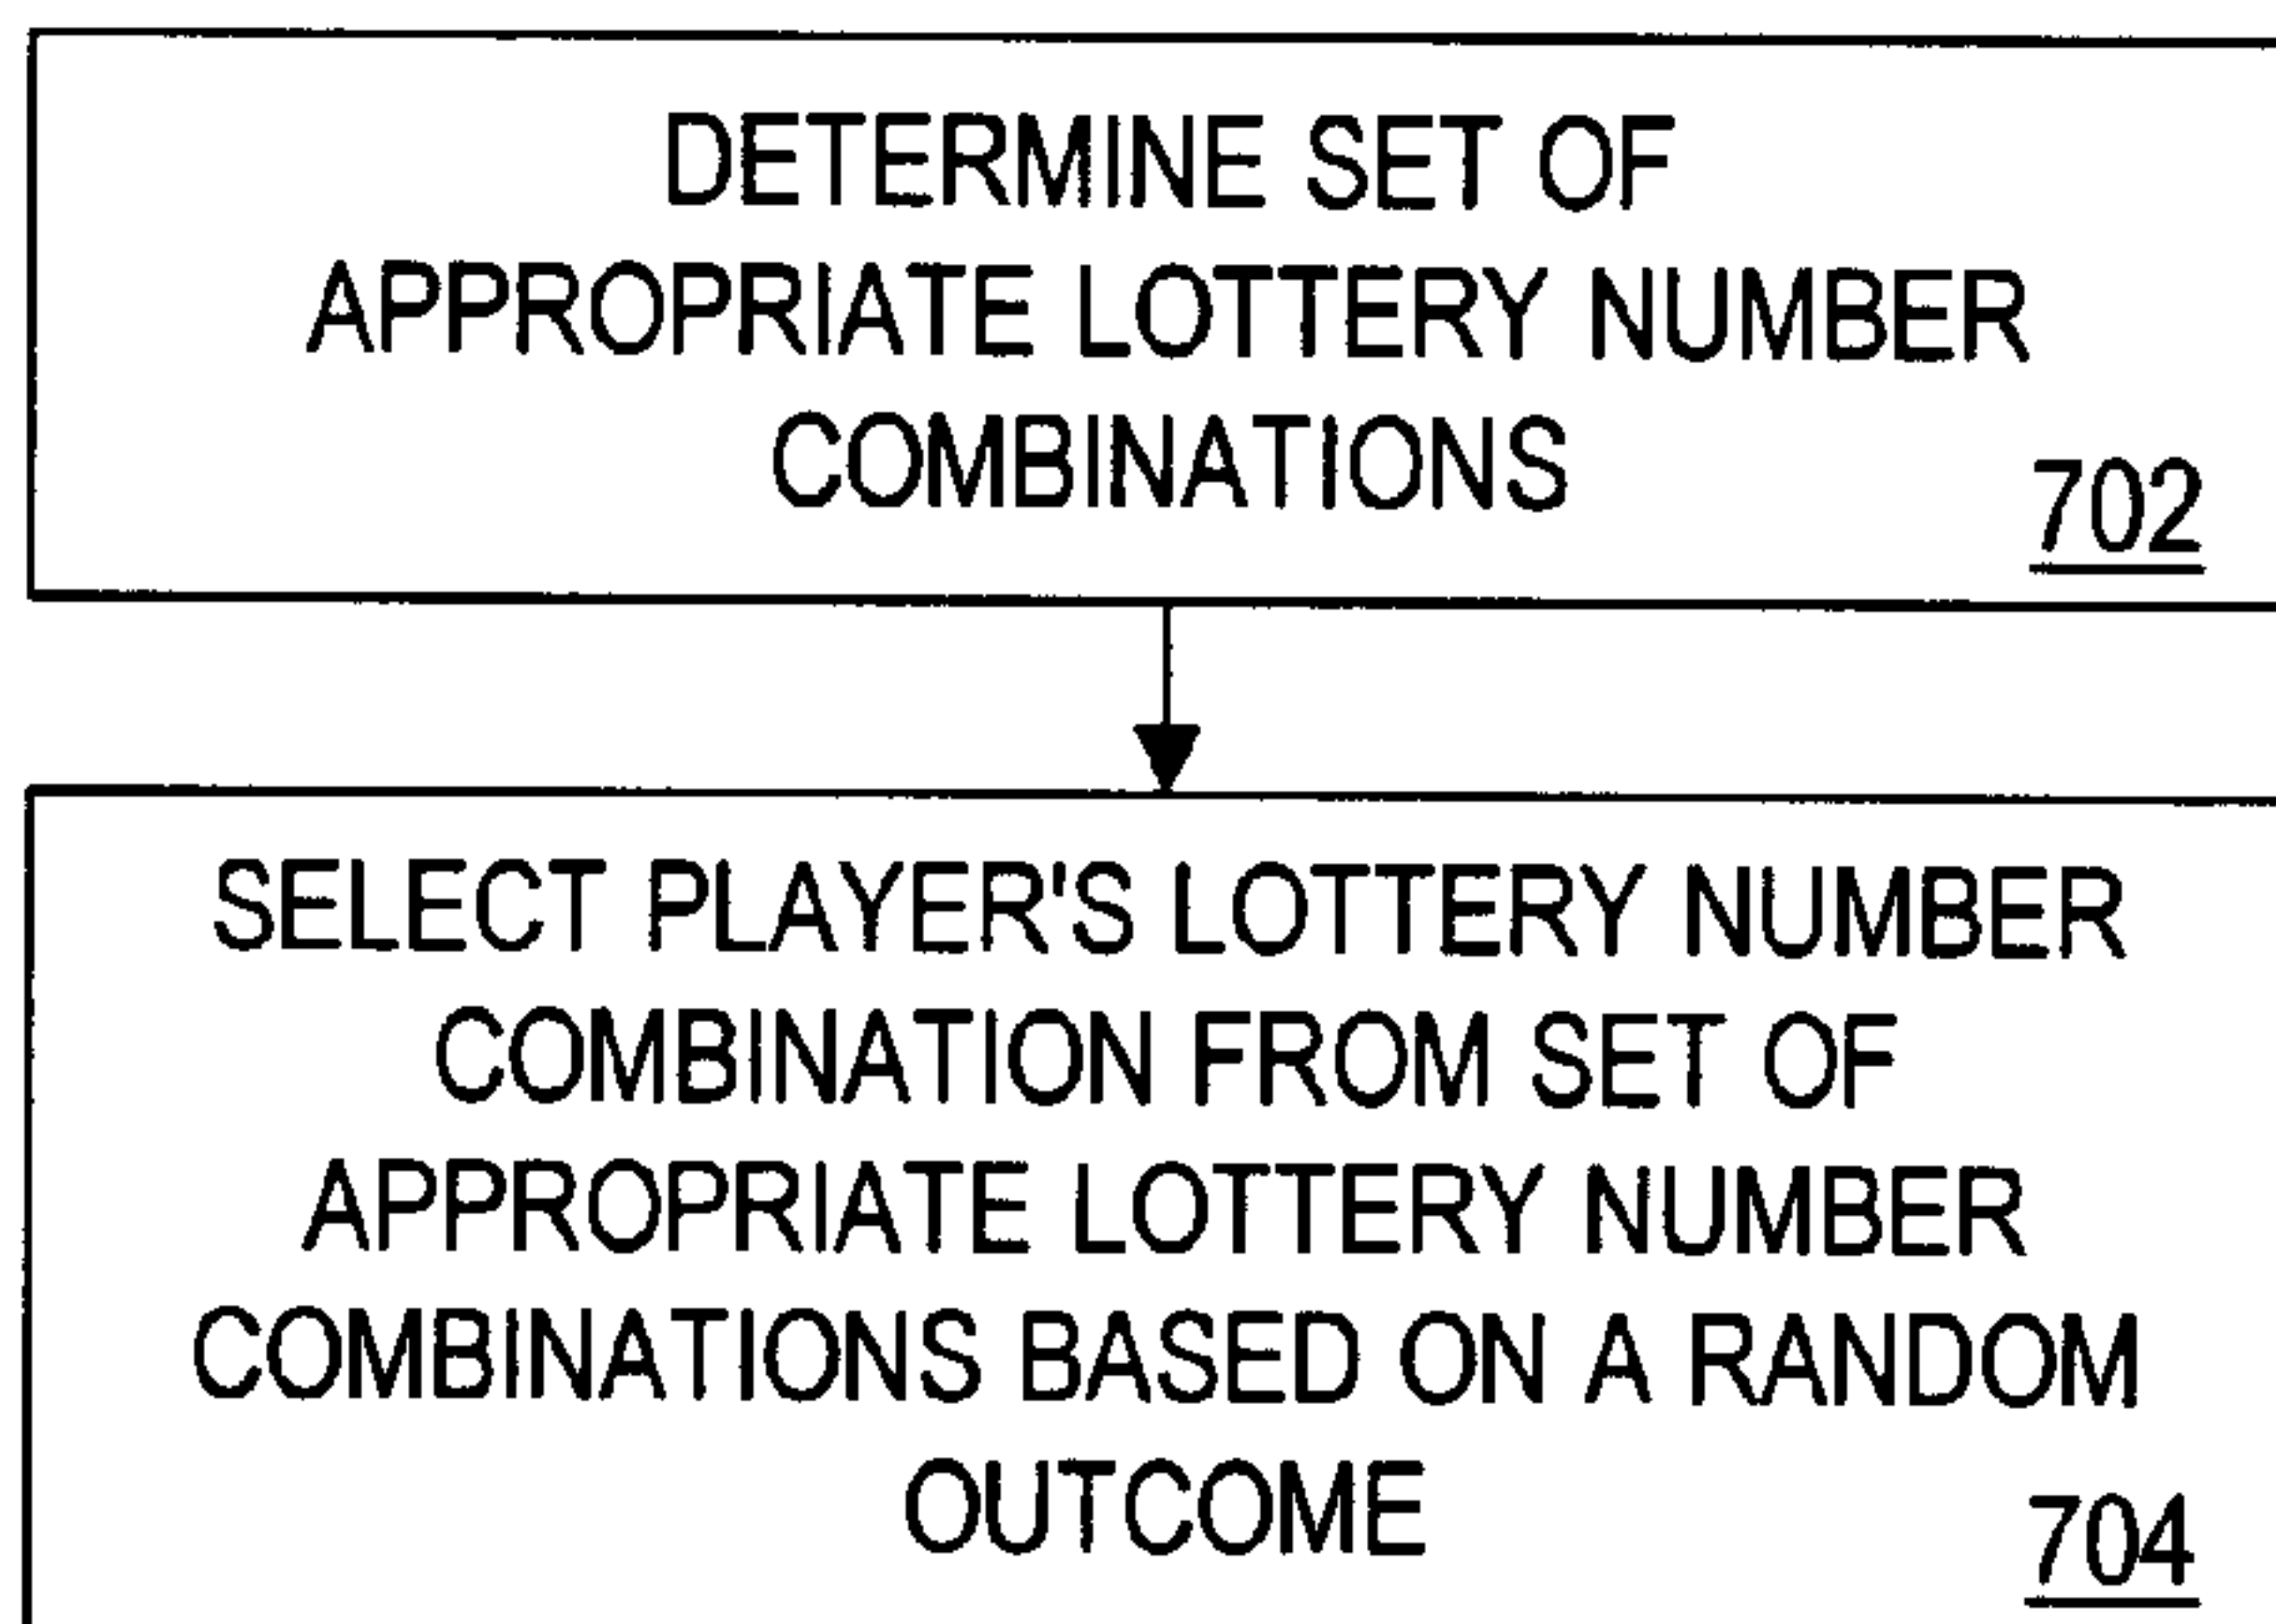 DETERMINE SET OF
APPROPRIATE LOTTERY NUMBER
COMBINATIONS
702
SELECT PLAYER'S LOTTERY NUMBER
COMBINATION FROM SET OF
APPROPRIATE LOTTERY NUMBER
COMBINATIONS BASED ON A RANDOM
OUTCOME
704